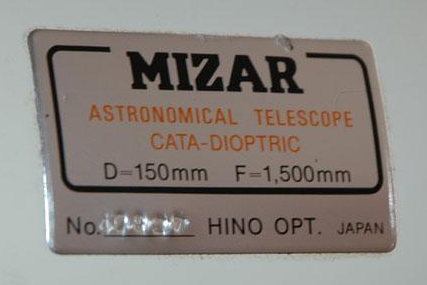 MIZAR
ASTRONOMICAL TELESCOPE
CATA-DIOPTRIC
D=150mm F=1,500mm
No. HINO OPT. JAPAN